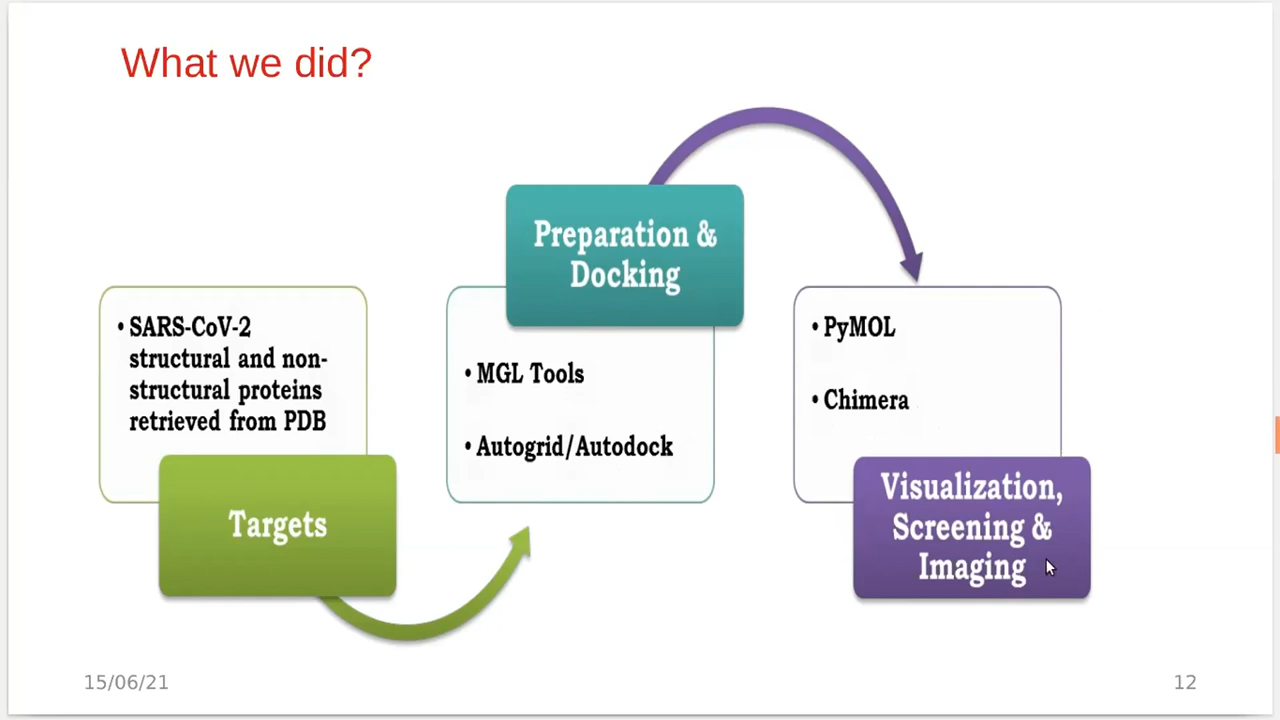 What we did?
• SARS-CoV-2
structural and non-
structural proteins
retrieved from PDB
Targets
Preparation &
Docking
• MGL Tools
• Autogrid/Autodock
• PyMOL
• Chimera
Visualization,
Screening &
Imaging
15/06/21
12